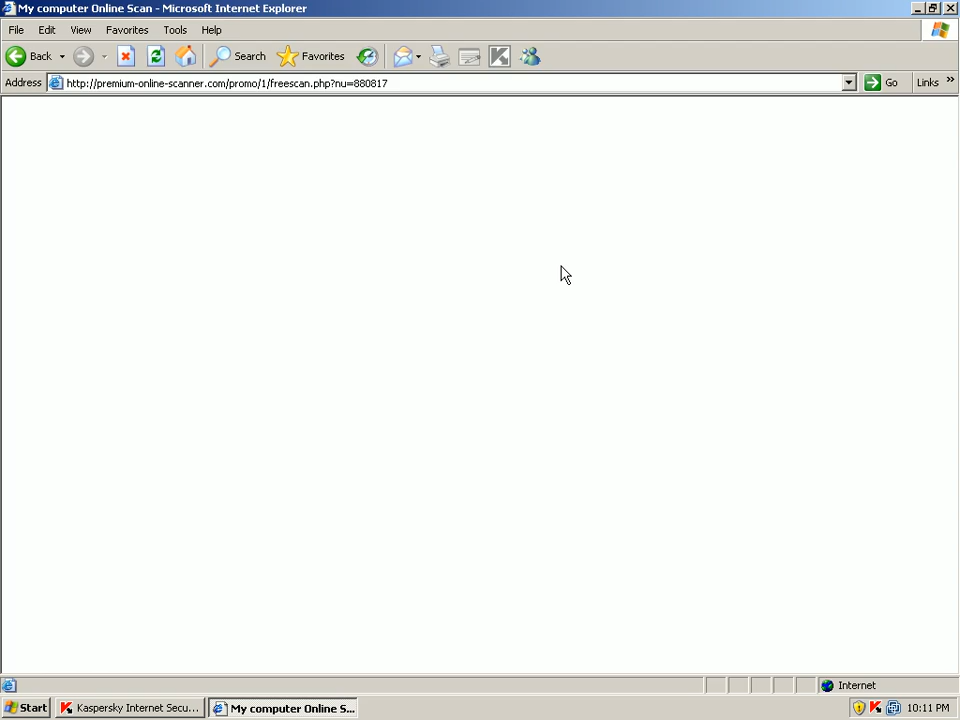 My computer Online Scan - Microsoft Internet Explorer
File Edit View Favorites Tools Help
Back Search Favorites
Address http://premium-online-scanner.com/promo/1/freescan.php?nu=880817 Go Links »
Internet
Start Kaspersky Internet Secu... My computer Online S... 10:11 PM